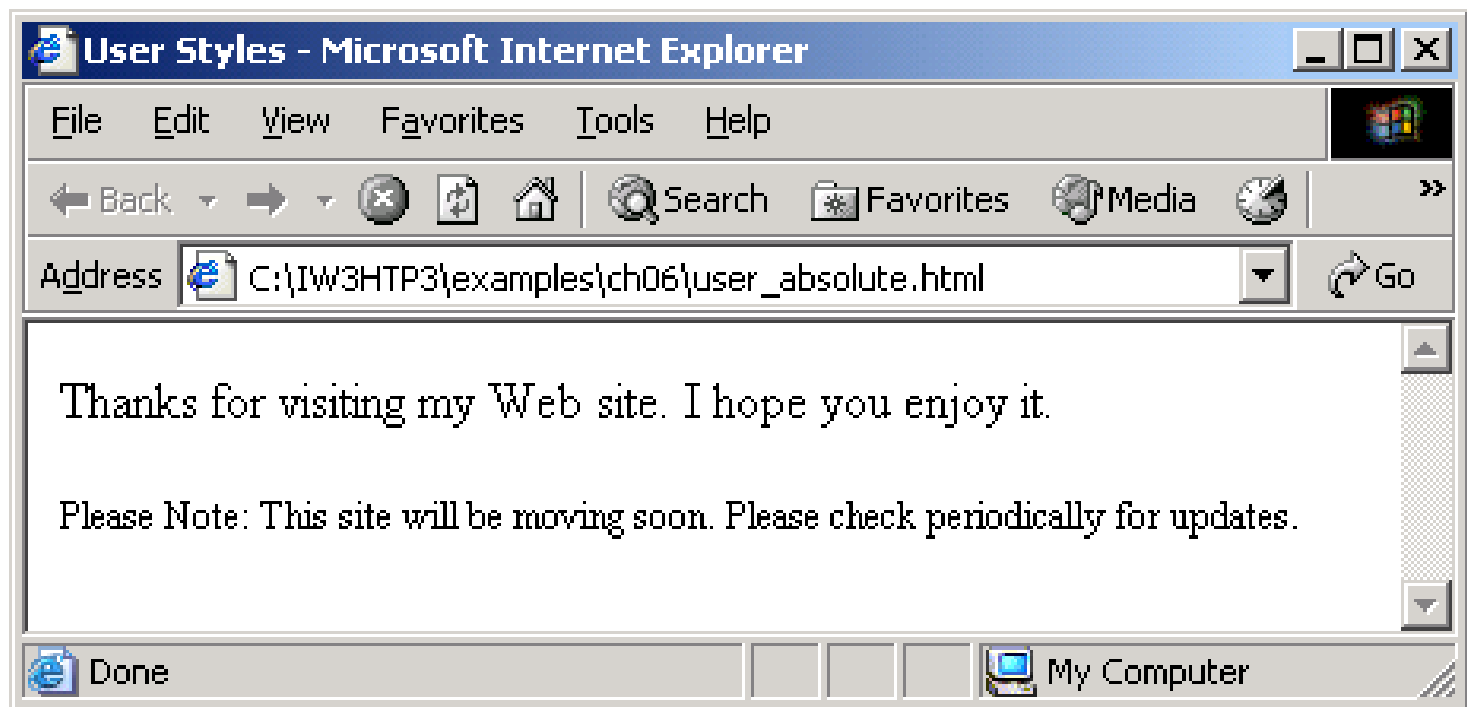 User Styles - Microsoft Internet Explorer
File Edit View Favorites Tools Help
Back Search Favorites Media »
Address C:\IW3HTP3\examples\ch06\user_absolute.html Go
Thanks for visiting my Web site. I hope you enjoy it.
Please Note: This site will be moving soon. Please check periodically for updates.
Done My Computer